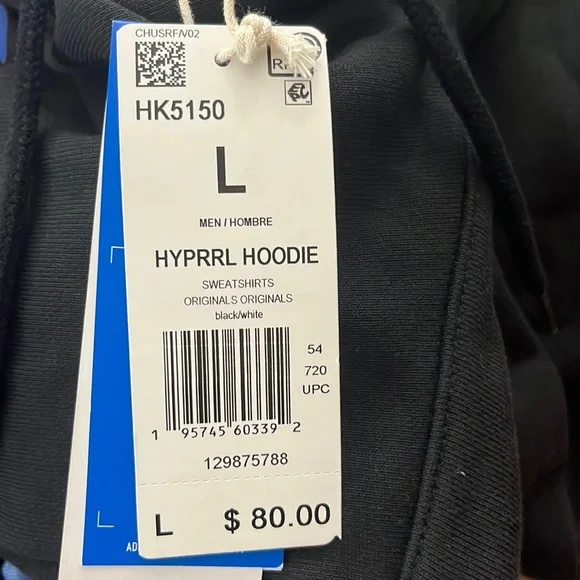 CHUSRF/V02
HK5150
L
MEN / HOMBRE
HYPRRL HOODIE
SWEATSHIRTS
ORIGINALS ORIGINALS
black/white
54
720
UPC
1 95745 60339 2
129875788
L $ 80.00
AD